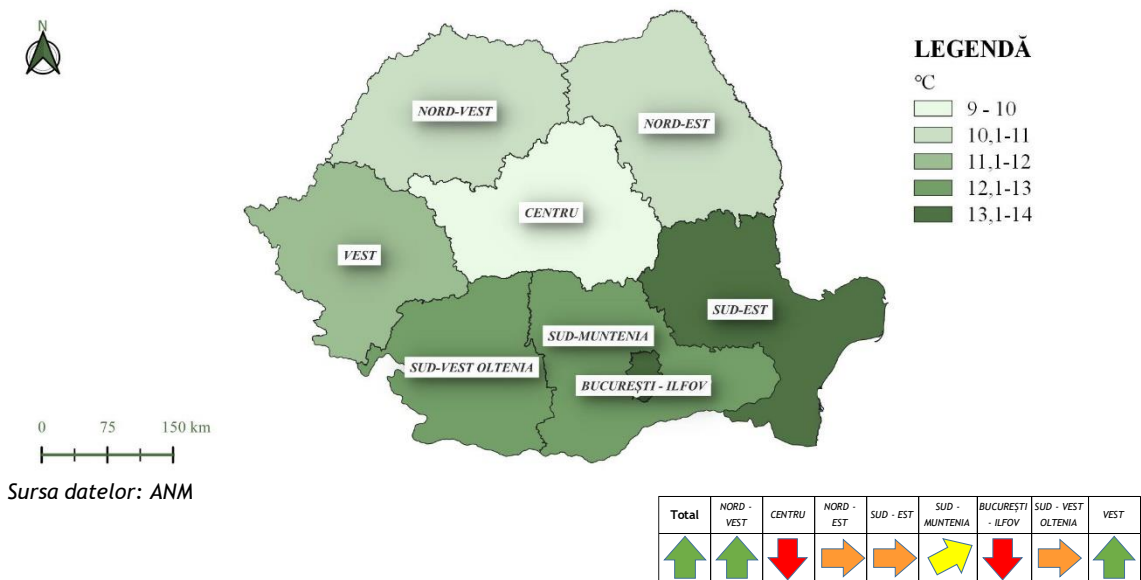 N
LEGENDĂ
°C
9 - 10
10,1-11
11,1-12
12,1-13
13,1-14
NORD-VEST
NORD-EST
CENTRU
VEST
SUD-EST
SUD-MUNTENIA
SUD-VEST OLTENIA
BUCUREȘTI - ILFOV
0 75 150 km
Sursa datelor: ANM
Total
NORD -
VEST
CENTRU
NORD -
EST
SUD - EST
SUD -
MUNTENIA
BUCUREȘTI
- ILFOV
SUD - VEST
OLTENIA
VEST